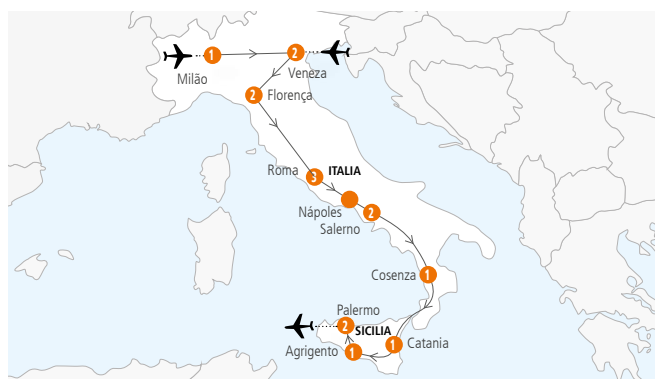 1
2
Milão
Veneza
2
Florença
Roma
3
ITALIA
Nápoles
2
Salerno
Cosenza
1
Palermo
2
SICILIA
1
Catania
Agrigento
1